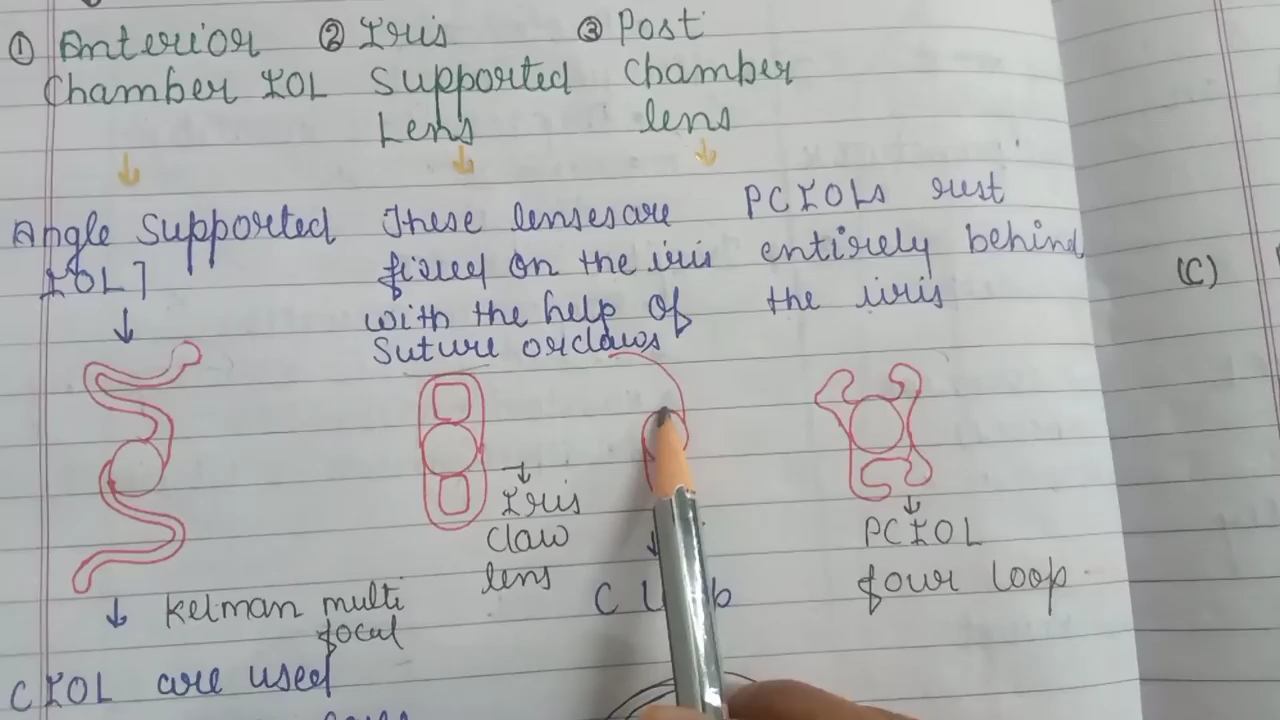 ① Anterior
Chamber IOL
② Iris
Supported
Lens
③ Post
Chamber
lens
↓ ↓ ↓
Angle Supported
IOL]
↓
These lenses are
fixed on the iris
with the help of
Suture or claws
PCIOLs rest
entirely behind
the iris
(C)
↓ Kelman multi
focal
→ Iris
claw
lens
↓
C
↓
PCIOL
four loop
CIOL are used